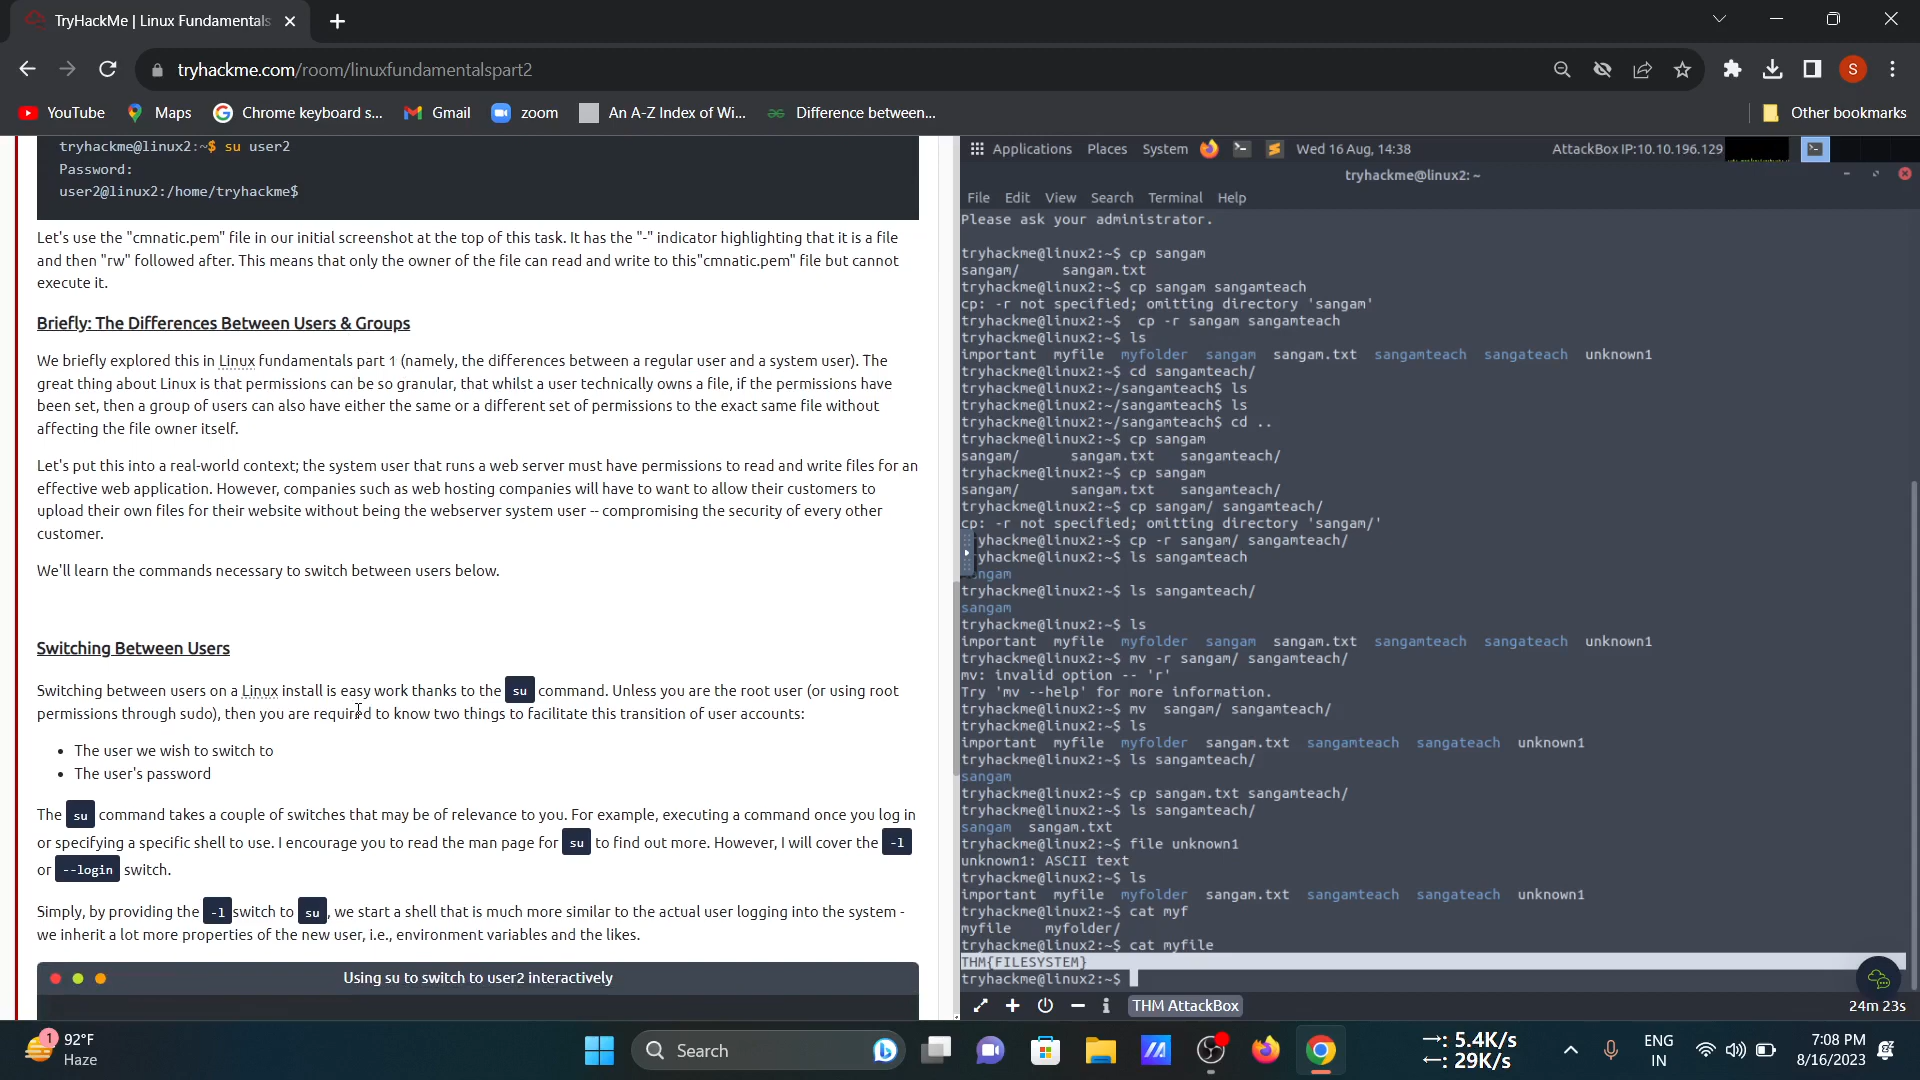 TryHackMe | Linux Fundamentals
tryhackme.com/room/linuxfundamentalspart2
S
YouTube Maps Chrome keyboard s... Gmail zoom An A-Z Index of Wi... Difference between... Other bookmarks
tryhackme@linux2:~$ su user2
Password:
user2@linux2:/home/tryhackme$
Let's use the "cmnatic.pem" file in our initial screenshot at the top of this task. It has the "-" indicator highlighting that it is a file
and then "rw" followed after. This means that only the owner of the file can read and write to this"cmnatic.pem" file but cannot
execute it.
Briefly: The Differences Between Users & Groups
We briefly explored this in Linux fundamentals part 1 (namely, the differences between a regular user and a system user). The
great thing about Linux is that permissions can be so granular, that whilst a user technically owns a file, if the permissions have
been set, then a group of users can also have either the same or a different set of permissions to the exact same file without
affecting the file owner itself.
Let's put this into a real-world context; the system user that runs a web server must have permissions to read and write files for an
effective web application. However, companies such as web hosting companies will have to want to allow their customers to
upload their own files for their website without being the webserver system user -- compromising the security of every other
customer.
We'll learn the commands necessary to switch between users below.
Switching Between Users
Switching between users on a Linux install is easy work thanks to the su command. Unless you are the root user (or using root
permissions through sudo), then you are required to know two things to facilitate this transition of user accounts:
• The user we wish to switch to
• The user's password
The su command takes a couple of switches that may be of relevance to you. For example, executing a command once you log in
or specifying a specific shell to use. I encourage you to read the man page for su to find out more. However, I will cover the -l
or --login switch.
Simply, by providing the -l switch to su, we start a shell that is much more similar to the actual user logging into the system -
we inherit a lot more properties of the new user, i.e., environment variables and the likes.
Using su to switch to user2 interactively
Applications Places System Wed 16 Aug, 14:38 AttackBox IP:10.10.196.129
tryhackme@linux2: ~
File Edit View Search Terminal Help
Please ask your administrator.
tryhackme@linux2:~$ cp sangam
sangam/ sangam.txt
tryhackme@linux2:~$ cp sangam sangamteach
cp: -r not specified; omitting directory 'sangam'
tryhackme@linux2:~$ cp -r sangam sangamteach
tryhackme@linux2:~$ ls
important myfile myfolder sangam sangam.txt sangamteach sangateach unknown1
tryhackme@linux2:~$ cd sangamteach/
tryhackme@linux2:~/sangamteach$ ls
tryhackme@linux2:~/sangamteach$ ls
tryhackme@linux2:~/sangamteach$ cd ..
tryhackme@linux2:~$ cp sangam
sangam/ sangam.txt sangamteach/
tryhackme@linux2:~$ cp sangam
sangam/ sangam.txt sangamteach/
tryhackme@linux2:~$ cp sangam/ sangamteach/
cp: -r not specified; omitting directory 'sangam/'
yhackme@linux2:~$ cp -r sangam/ sangamteach/
yhackme@linux2:~$ ls sangamteach
ngam
tryhackme@linux2:~$ ls sangamteach/
sangam
tryhackme@linux2:~$ ls
important myfile myfolder sangam sangam.txt sangamteach sangateach unknown1
tryhackme@linux2:~$ mv -r sangam/ sangamteach/
mv: invalid option -- 'r'
Try 'mv --help' for more information.
tryhackme@linux2:~$ mv sangam/ sangamteach/
tryhackme@linux2:~$ ls
important myfile myfolder sangam.txt sangamteach sangateach unknown1
tryhackme@linux2:~$ ls sangamteach/
sangam
tryhackme@linux2:~$ cp sangam.txt sangamteach/
tryhackme@linux2:~$ ls sangamteach/
sangam sangam.txt
tryhackme@linux2:~$ file unknown1
unknown1: ASCII text
tryhackme@linux2:~$ ls
important myfile myfolder sangam.txt sangamteach sangateach unknown1
tryhackme@linux2:~$ cat myf
myfile myfolder/
tryhackme@linux2:~$ cat myfile
THM{FILESYSTEM}
tryhackme@linux2:~$
THM AttackBox 24m 23s
1 92°F
Haze
Search
5.4K/s
29K/s
ENG
IN
7:08 PM
8/16/2023